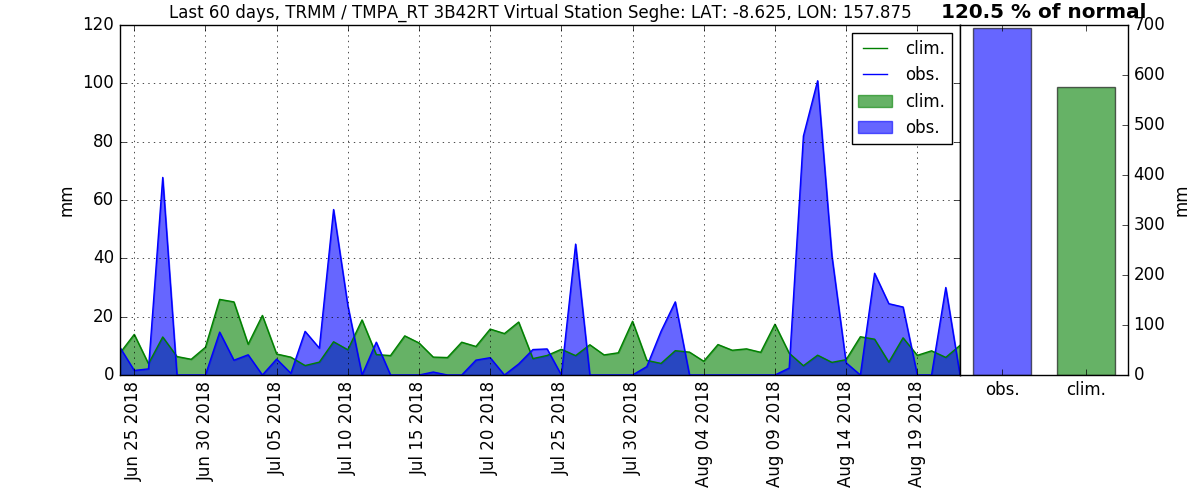 Last 60 days, TRMM / TMPA_RT 3B42RT Virtual Station Seghe: LAT: -8.625, LON: 157.875
120.5 % of normal
120
100
80
60
40
20
0
mm
clim.
obs.
clim.
obs.
700
600
500
400
300
200
100
0
mm
obs.
clim.
Jun 25 2018
Jun 30 2018
Jul 05 2018
Jul 10 2018
Jul 15 2018
Jul 20 2018
Jul 25 2018
Jul 30 2018
Aug 04 2018
Aug 09 2018
Aug 14 2018
Aug 19 2018